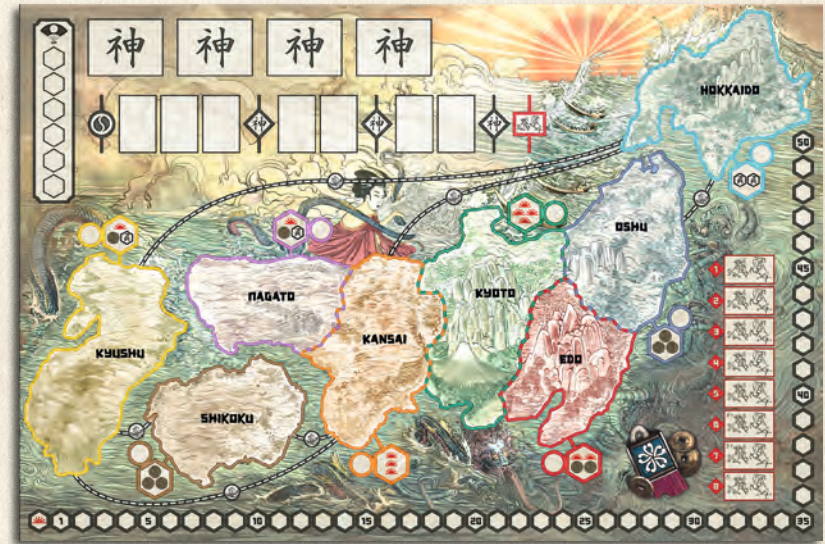 神 神 神 神
神 神 神
HOKKAIDO
50
OSHU
1
45
NAGATO
KYOTO
2
3
KYUSHU
KANSAI
EDO
4
5
40
SHIKOKU
6
7
8
1 5 10 15 20 25 30 35